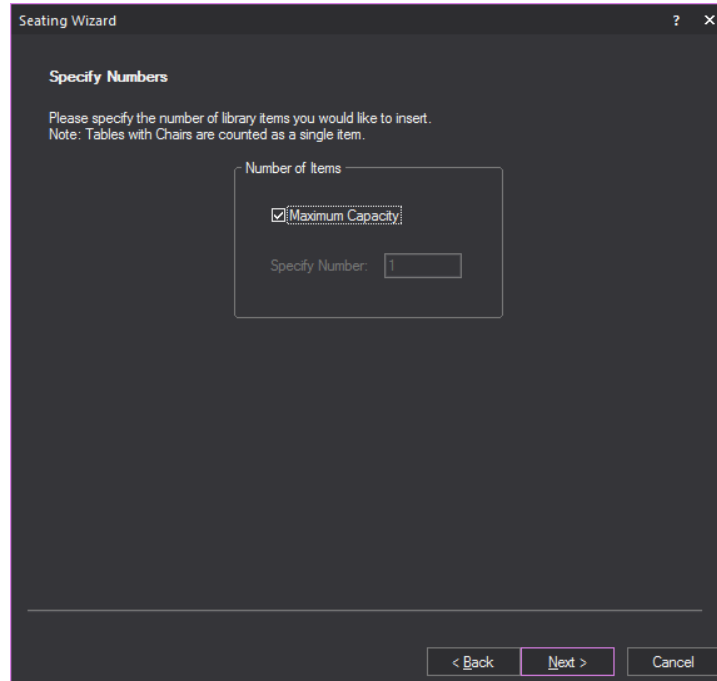 Seating Wizard ? ×
Specify Numbers
Please specify the number of library items you would like to insert.
Note: Tables with Chairs are counted as a single item.
Number of Items
Maximum Capacity
Specify Number: 1
< Back Next > Cancel